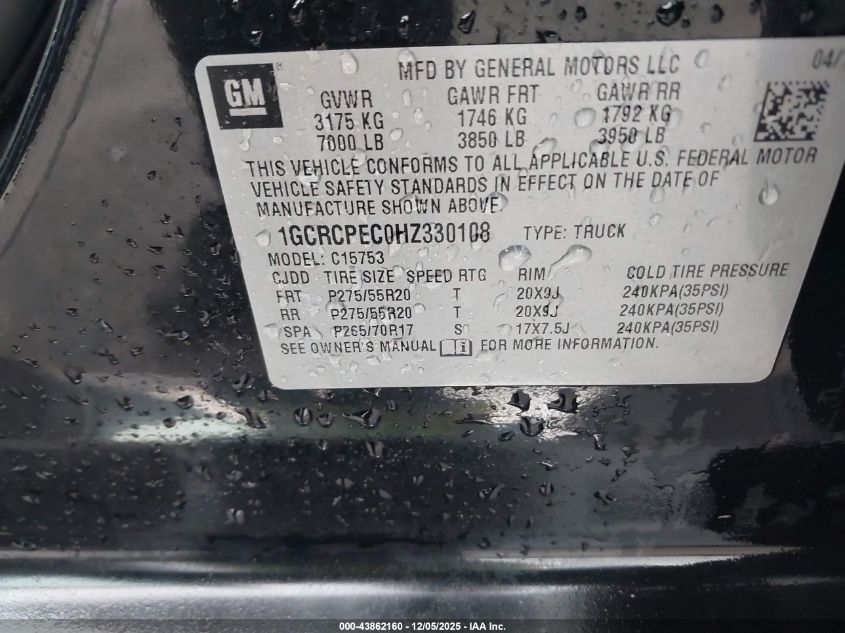 GM
MFD BY GENERAL MOTORS LLC 04/
GVWR GAWR FRT GAWR RR
3175 KG 1746 KG 1792 KG
7000 LB 3850 LB 3950 LB
THIS VEHICLE CONFORMS TO ALL APPLICABLE U.S. FEDERAL MOTOR
VEHICLE SAFETY STANDARDS IN EFFECT ON THE DATE OF
MANUFACTURE SHOWN ABOVE.
1GCRCPEC0HZ330108 TYPE: TRUCK
MODEL: C15753
CJDD TIRE SIZE SPEED RTG RIM COLD TIRE PRESSURE
FRT P275/55R20 T 20X9J 240KPA(35PSI)
RR P275/55R20 T 20X9J 240KPA(35PSI)
SPA P265/70R17 S 17X7.5J 240KPA(35PSI)
SEE OWNER'S MANUAL FOR MORE INFORMATION.
000-43862160 - 12/05/2025 - IAA Inc.